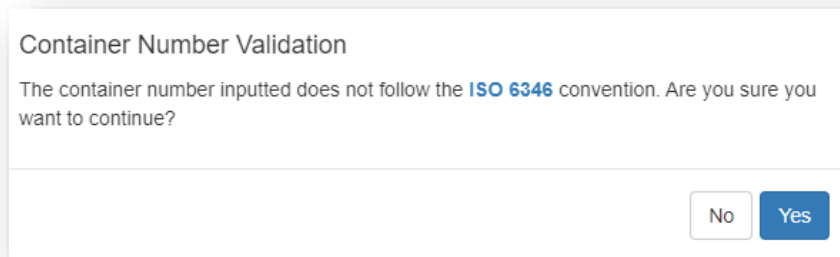 Container Number Validation
The container number inputted does not follow the ISO 6346 convention. Are you sure you
want to continue?
No
Yes